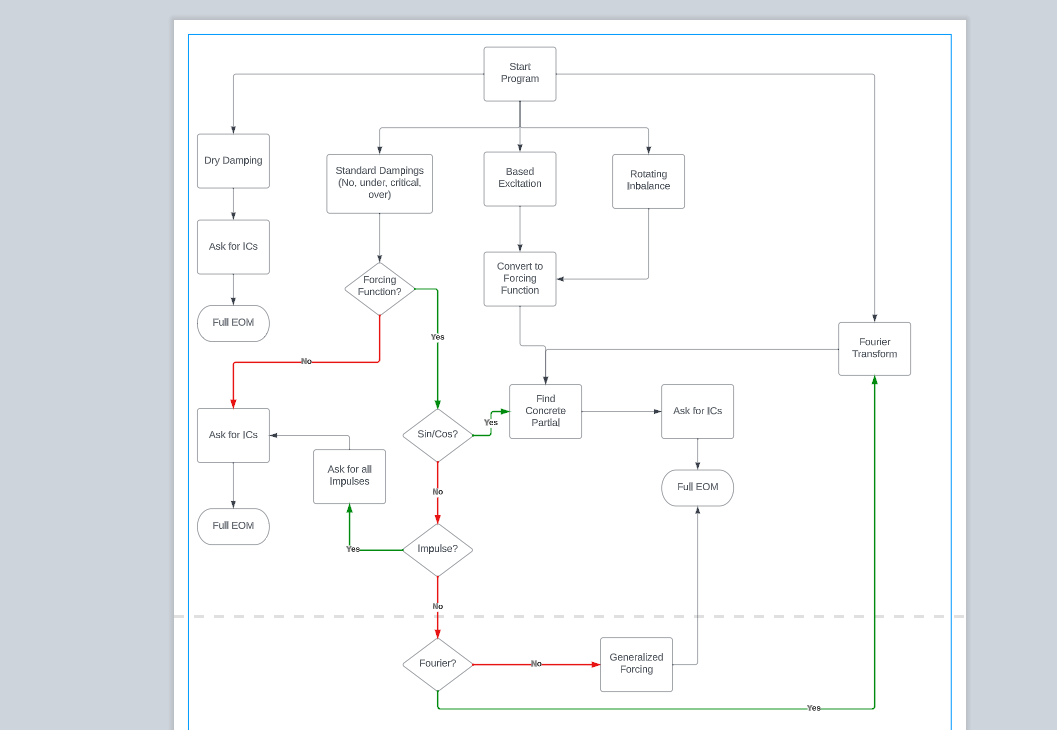 Start
Program
Dry Damping
Standard Dampings
(No, under, critical,
over)
Based
Excitation
Rotating
Inbalance
Ask for ICs
Forcing
Function?
Convert to
Forcing
Function
Full EOM
Yes
Fourier
Transform
No
Find
Concrete
Partial
Ask for ICs
Yes
Ask for ICs
Sin/Cos?
Ask for all
Impulses
No
Full EOM
Full EOM
Impulse?
Yes
No
Fourier?
No
Generalized
Forcing
Yes